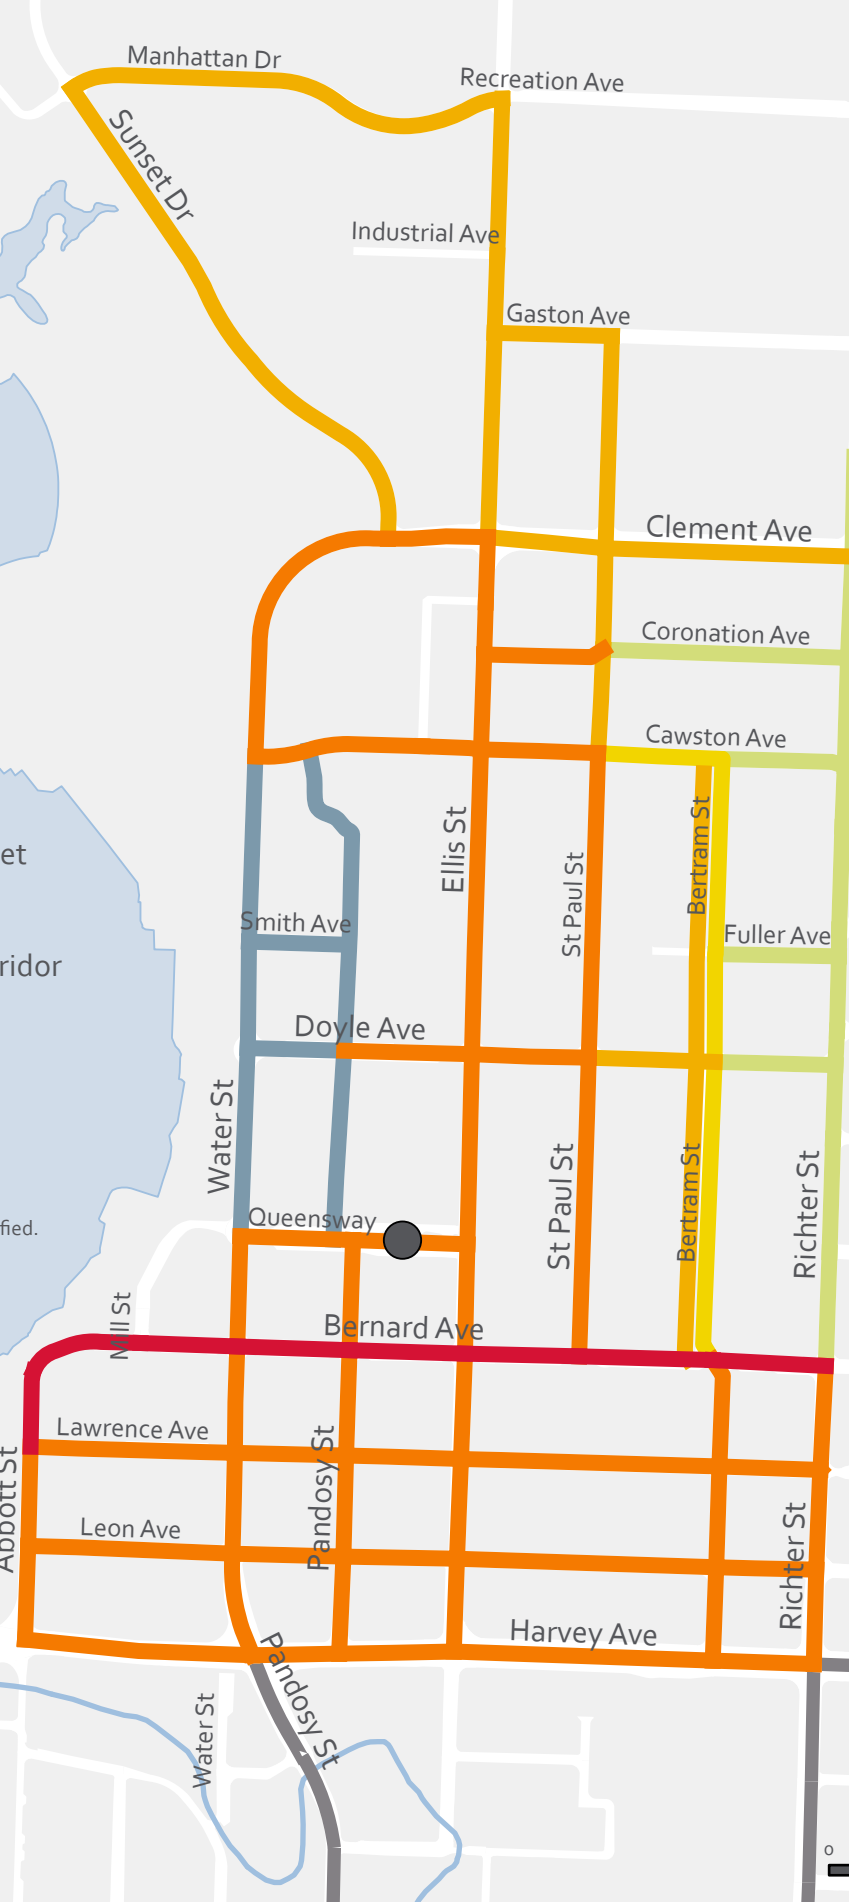 Manhattan Dr
Recreation Ave
Sunset Dr
Industrial Ave
Gaston Ave
Clement Ave
Coronation Ave
Cawston Ave
Bertram St
Ellis St
St Paul St
et
Smith Ave
Fuller Ave
ridor
Doyle Ave
Water St
St Paul St
Bertram St
Richter St
Queensway
fied.
Mill St
Bernard Ave
Lawrence Ave
Pandosy St
Abbott St
Leon Ave
Richter St
Harvey Ave
Pandosy St
Water St
0